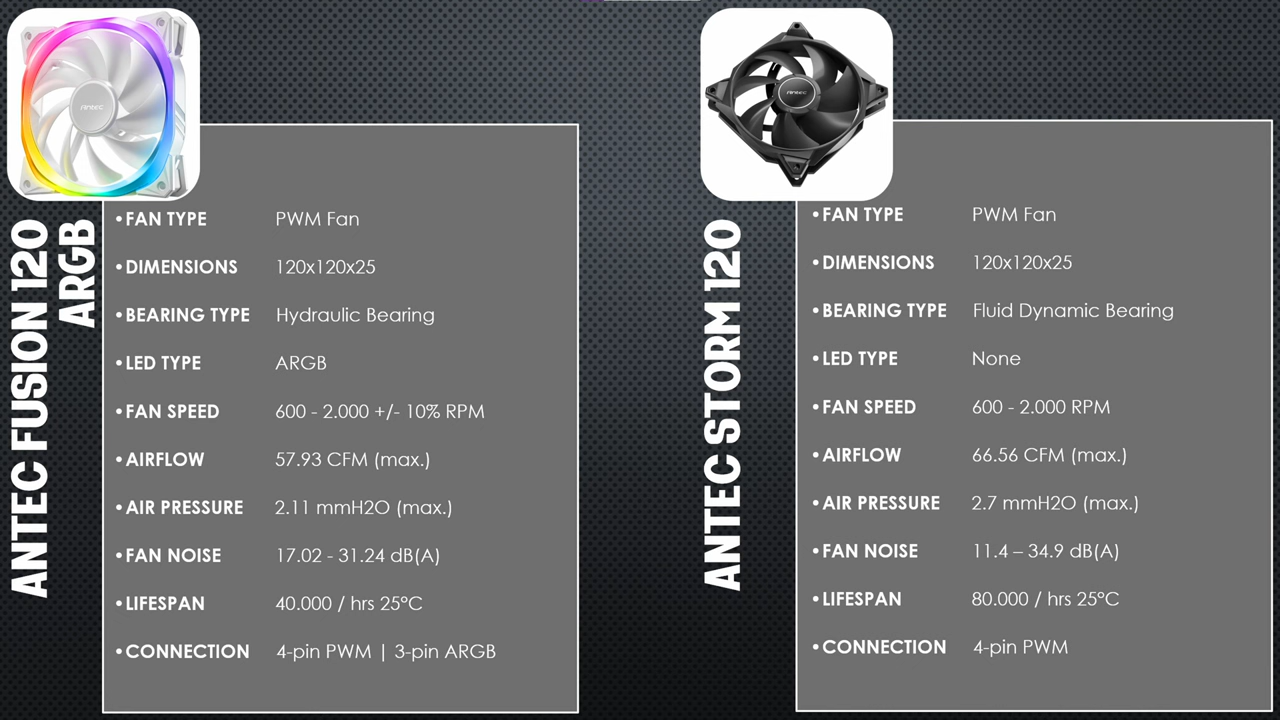 Antec
ANTEC FUSION 120
ARGB
•FAN TYPE PWM Fan
•DIMENSIONS 120x120x25
•BEARING TYPE Hydraulic Bearing
•LED TYPE ARGB
•FAN SPEED 600 - 2.000 +/- 10% RPM
•AIRFLOW 57.93 CFM (max.)
•AIR PRESSURE 2.11 mmH2O (max.)
•FAN NOISE 17.02 - 31.24 dB(A)
•LIFESPAN 40.000 / hrs 25°C
•CONNECTION 4-pin PWM | 3-pin ARGB
Antec
ANTEC STORM 120
•FAN TYPE PWM Fan
•DIMENSIONS 120x120x25
•BEARING TYPE Fluid Dynamic Bearing
•LED TYPE None
•FAN SPEED 600 - 2.000 RPM
•AIRFLOW 66.56 CFM (max.)
•AIR PRESSURE 2.7 mmH2O (max.)
•FAN NOISE 11.4 – 34.9 dB(A)
•LIFESPAN 80.000 / hrs 25°C
•CONNECTION 4-pin PWM